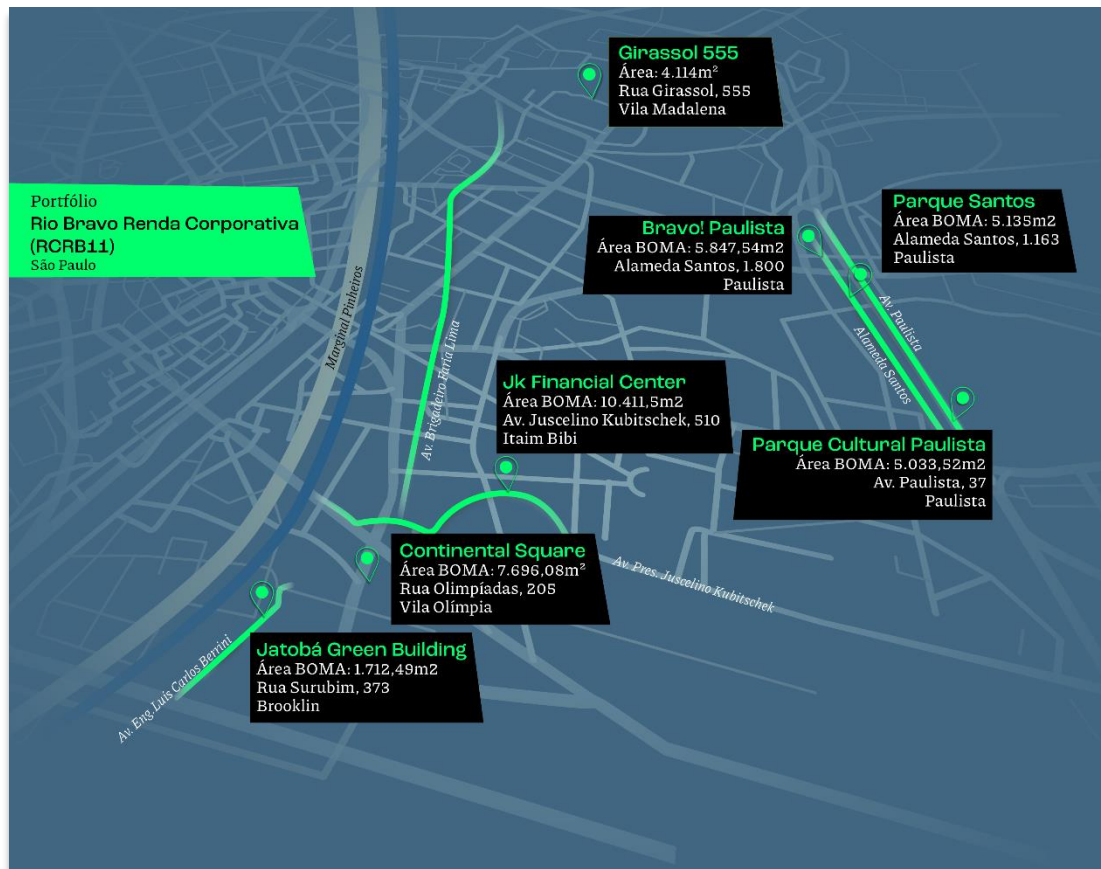 Girassol 555
Área: 4.114m²
Rua Girassol, 555
Vila Madalena
Portfólio
Rio Bravo Renda Corporativa
(RCRB11)
São Paulo
Parque Santos
Área BOMA: 5.135m2
Alameda Santos, 1.163
Paulista
Bravo! Paulista
Área BOMA: 5.847,54m2
Alameda Santos, 1.800
Paulista
Marginal Pinheiros
Av. Brigadeiro Faria Lima
Av. Paulista
Alameda Santos
Jk Financial Center
Área BOMA: 10.411,5m2
Av. Juscelino Kubitschek, 510
Itaim Bibi
Parque Cultural Paulista
Área BOMA: 5.033,52m2
Av. Paulista, 37
Paulista
Continental Square
Área BOMA: 7.696,08m²
Rua Olimpíadas, 205
Vila Olímpia
Av. Pres. Juscelino Kubitschek
Jatobá Green Building
Área BOMA: 1.712,49m2
Rua Surubim, 373
Brooklin
Av. Eng. Luis Carlos Berrini